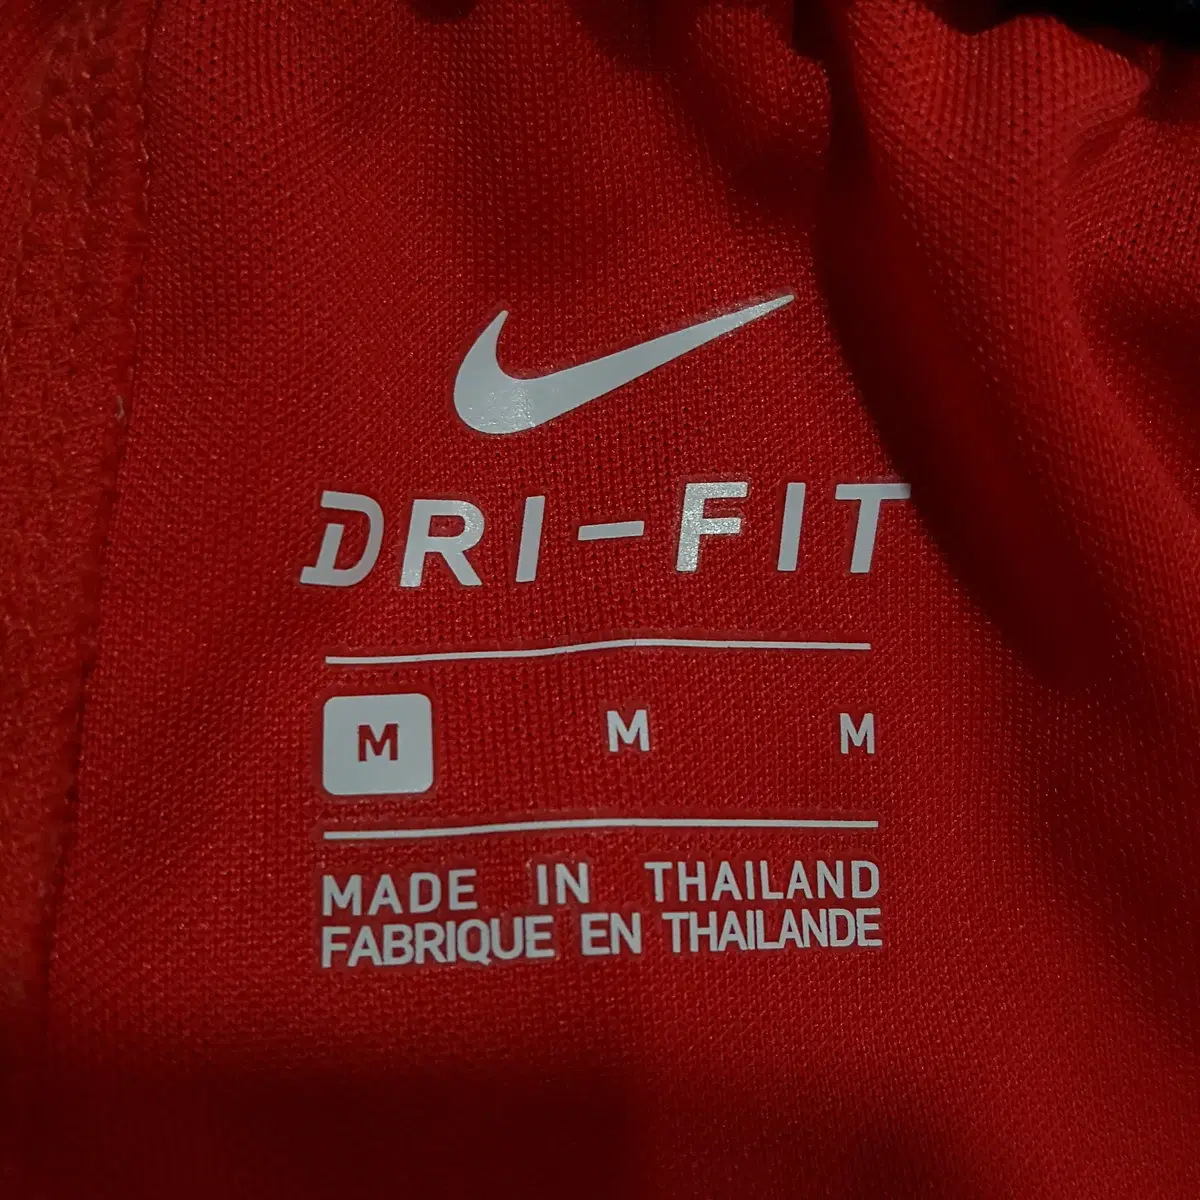 DRI-FIT
M M M
MADE IN THAILAND
FABRIQUE EN THAILANDE